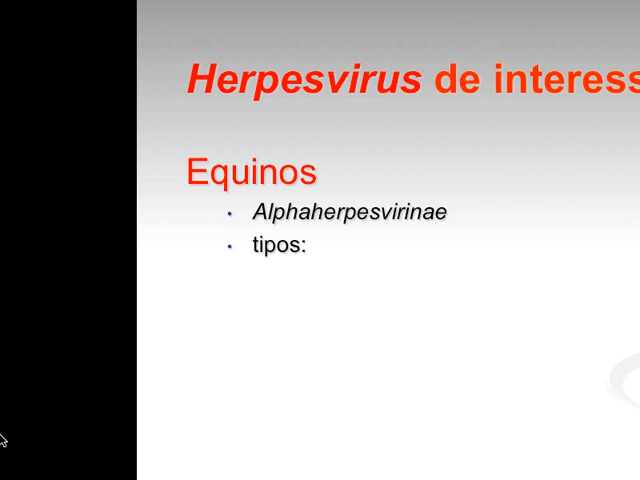 Herpesvirus de interess
Equinos
• Alphaherpesvirinae
• tipos: